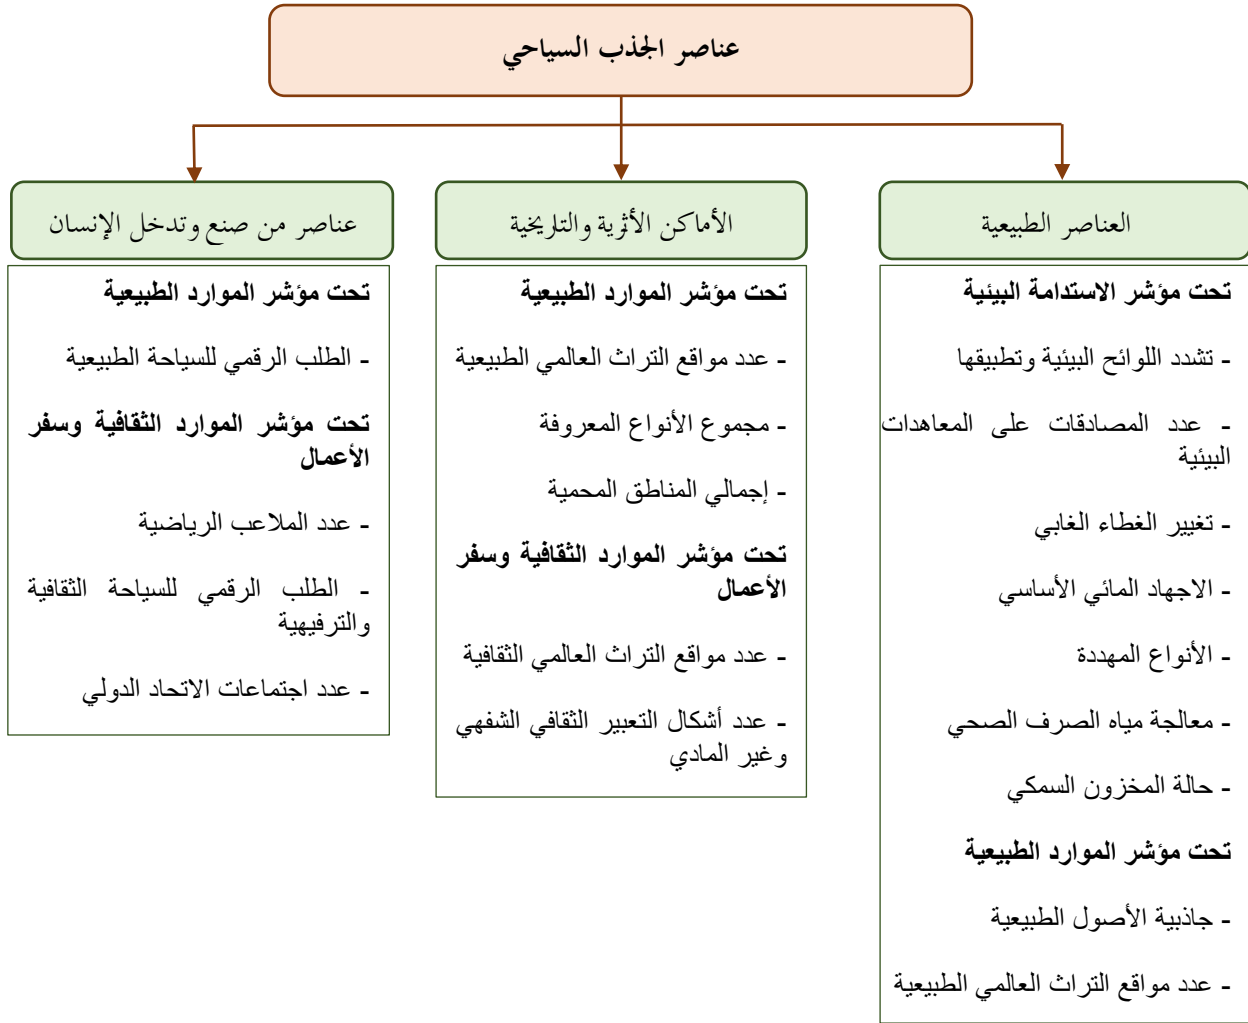 عناصر الجذب السياحي
العناصر الطبيعية
تحت مؤشر الاستدامة البيئية
- تشدد اللوائح البيئية وتطبيقها
- عدد المصادقات على المعاهدات
البيئية
- تغيير الغطاء الغابي
- الاجهاد المائي الأساسي
- الأنواع المهددة
- معالجة مياه الصرف الصحي
- حالة المخزون السمكي
تحت مؤشر الموارد الطبيعية
- جاذبية الأصول الطبيعية
- عدد مواقع التراث العالمي الطبيعية
الأماكن الأثرية والتاريخية
تحت مؤشر الموارد الطبيعية
- عدد مواقع التراث العالمي الطبيعية
- مجموع الأنواع المعروفة
- إجمالي المناطق المحمية
تحت مؤشر الموارد الثقافية وسفر
الأعمال
- عدد مواقع التراث العالمي الثقافية
- عدد أشكال التعبير الثقافي الشفهي
وغير المادي
عناصر من صنع وتدخل الإنسان
تحت مؤشر الموارد الطبيعية
- الطلب الرقمي للسياحة الطبيعية
تحت مؤشر الموارد الثقافية وسفر
الأعمال
- عدد الملاعب الرياضية
- الطلب الرقمي للسياحة الثقافية
والترفيهية
- عدد اجتماعات الاتحاد الدولي